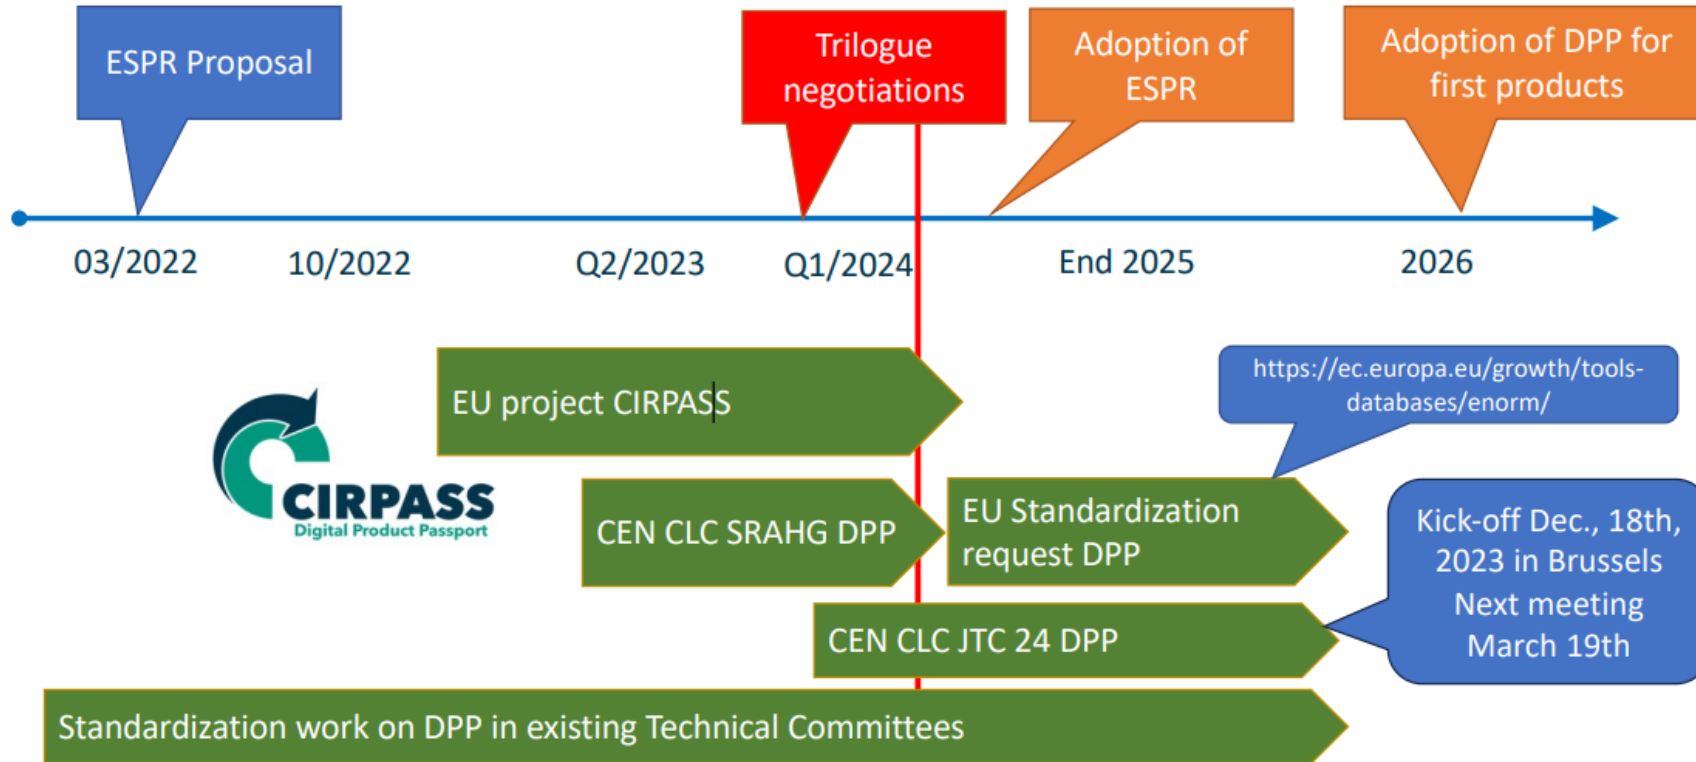 ESPR Proposal
Trilogue
negotiations
Adoption of
ESPR
Adoption of DPP for
first products
03/2022
10/2022
Q2/2023
Q1/2024
End 2025
2026
EU project CIRPASS
https://ec.europa.eu/growth/tools-
databases/enorm/
CIRPASS
Digital Product Passport
CEN CLC SRAHG DPP
EU Standardization
request DPP
Kick-off Dec., 18th,
2023 in Brussels
Next meeting
March 19th
CEN CLC JTC 24 DPP
Standardization work on DPP in existing Technical Committees